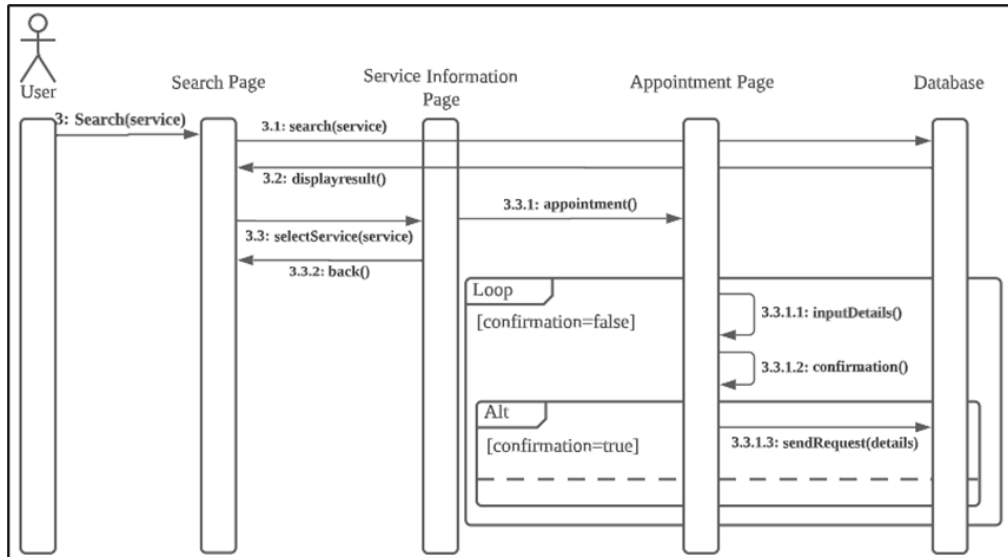 User
Search Page
Service Information
Page
Appointment Page
Database
3: Search(service)
3.1: search(service)
3.2: displayresult()
3.3: selectService(service)
3.3.1: appointment()
3.3.2: back()
Loop
[confirmation=false]
3.3.1.1: inputDetails()
3.3.1.2: confirmation()
Alt
[confirmation=true]
3.3.1.3: sendRequest(details)